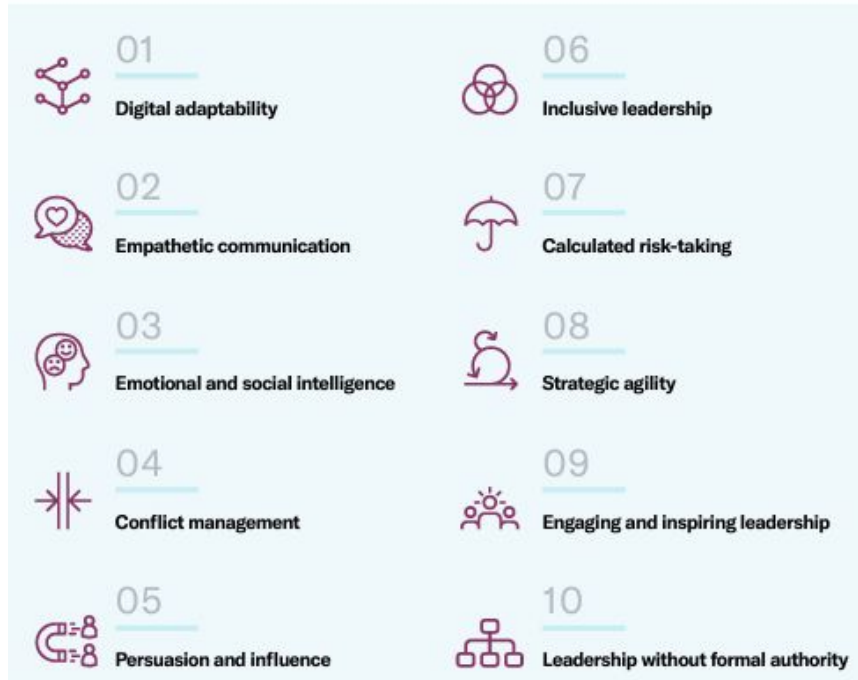 01
Digital adaptability
02
Empathetic communication
03
Emotional and social intelligence
04
Conflict management
05
Persuasion and influence
06
Inclusive leadership
07
Calculated risk-taking
08
Strategic agility
09
Engaging and inspiring leadership
10
Leadership without formal authority